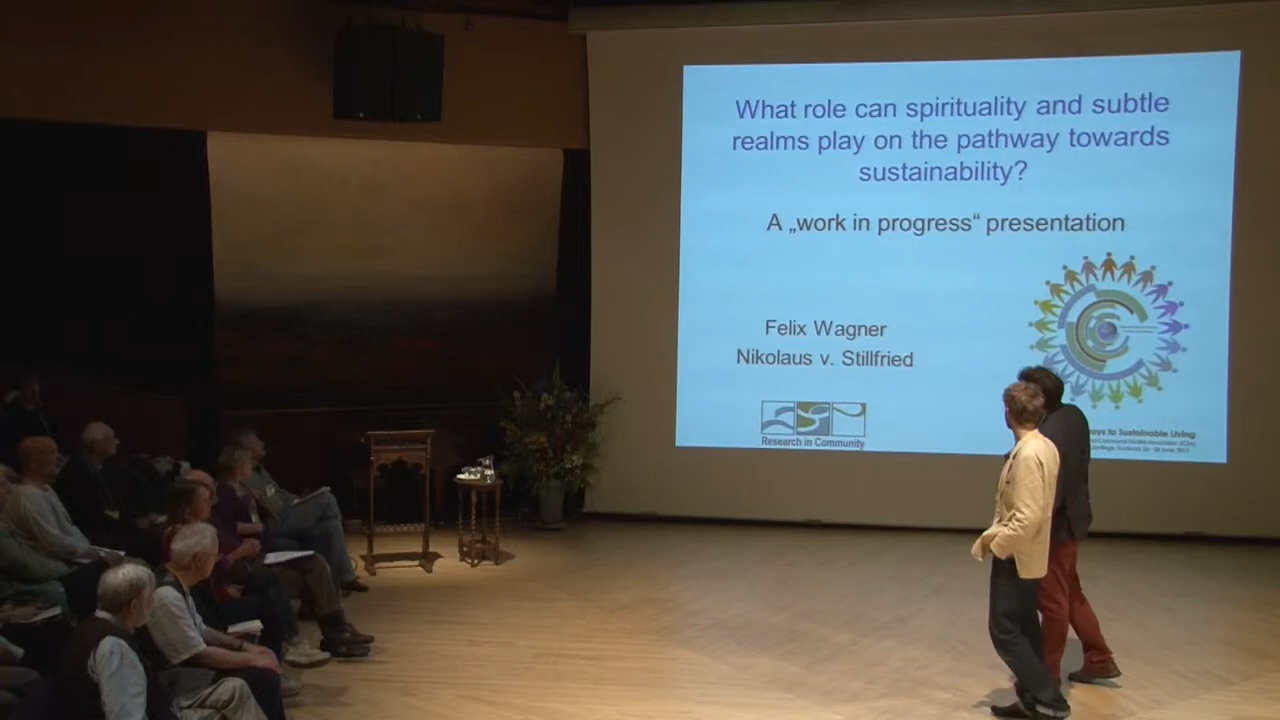 What role can spirituality and subtle
realms play on the pathway towards
sustainability?
A „work in progress“ presentation
Felix Wagner
Nikolaus v. Stillfried
Research in Community
to Sustainable Living